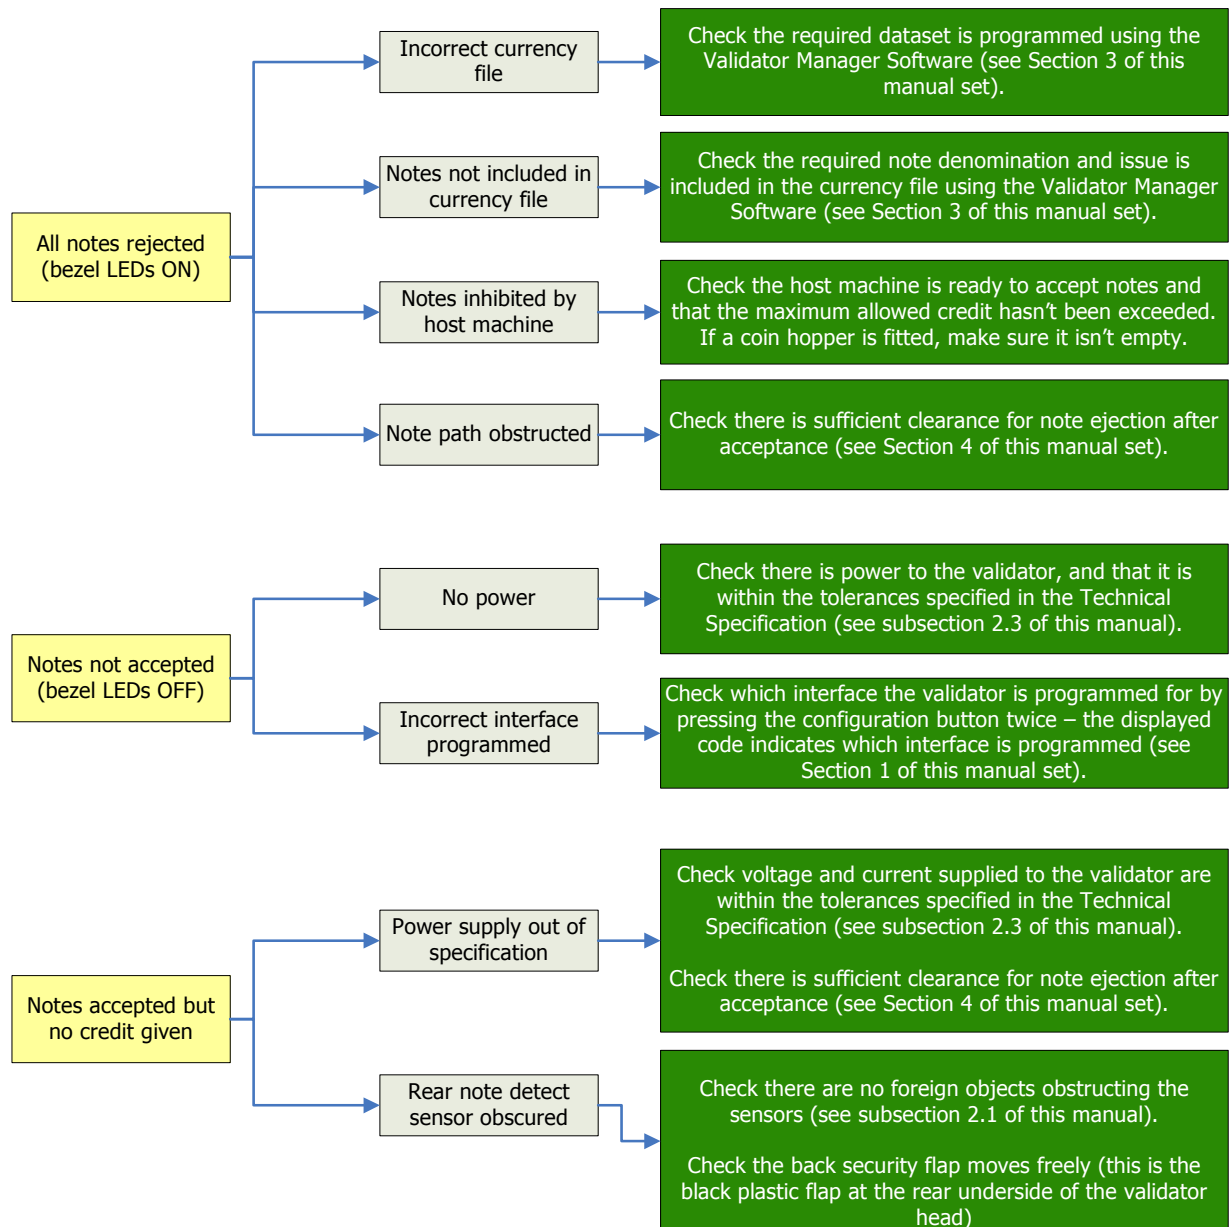 All notes rejected
(bezel LEDs ON)
Incorrect currency
file
Check the required dataset is programmed using the
Validator Manager Software (see Section 3 of this
manual set).
Notes not included in
currency file
Check the required note denomination and issue is
included in the currency file using the Validator Manager
Software (see Section 3 of this manual set).
Notes inhibited by
host machine
Check the host machine is ready to accept notes and
that the maximum allowed credit hasn’t been exceeded.
If a coin hopper is fitted, make sure it isn’t empty.
Note path obstructed
Check there is sufficient clearance for note ejection after
acceptance (see Section 4 of this manual set).
Notes not accepted
(bezel LEDs OFF)
No power
Check there is power to the validator, and that it is
within the tolerances specified in the Technical
Specification (see subsection 2.3 of this manual).
Incorrect interface
programmed
Check which interface the validator is programmed for by
pressing the configuration button twice – the displayed
code indicates which interface is programmed (see
Section 1 of this manual set).
Notes accepted but
no credit given
Power supply out of
specification
Check voltage and current supplied to the validator are
within the tolerances specified in the Technical
Specification (see subsection 2.3 of this manual).
Check there is sufficient clearance for note ejection after
acceptance (see Section 4 of this manual set).
Rear note detect
sensor obscured
Check there are no foreign objects obstructing the
sensors (see subsection 2.1 of this manual).
Check the back security flap moves freely (this is the
black plastic flap at the rear underside of the validator
head)